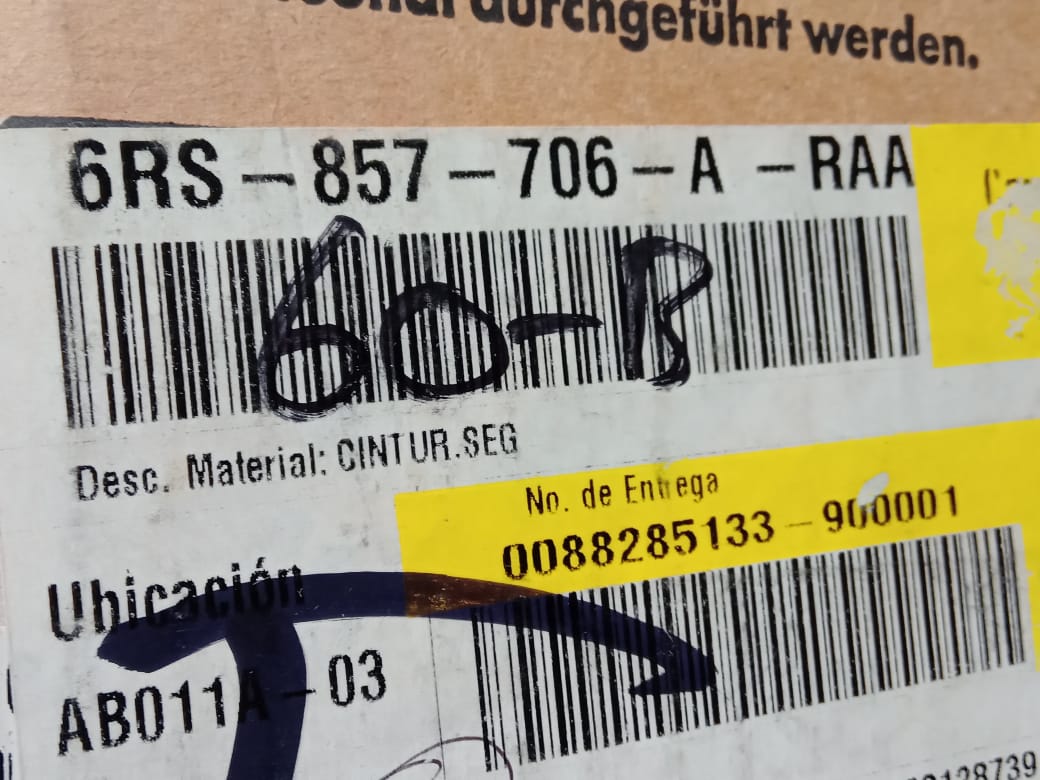 durchgeführt werden.
6RS-857-706-A -RAA
60-B
Desc. Material: CINTUR.SEG
No. de Entrega
0088285133-900001
Ubicación
AB011A-03